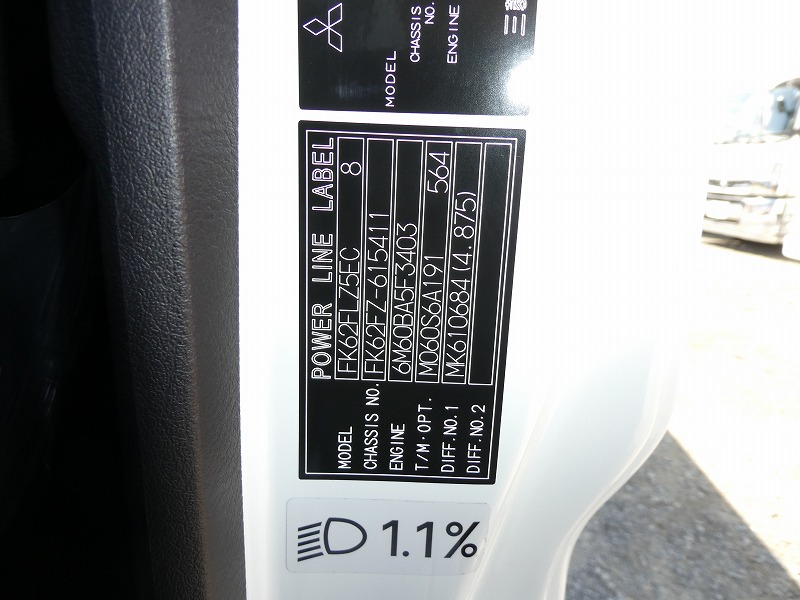 MODEL
CHASSIS NO.
ENGINE
POWER LINE LABEL
MODEL FK62FLZ5EC 8
CHASSIS NO. FK62FZ-615411
ENGINE 6M60BA5F3403
T/M·OPT. M060S6A191 564
DIFF.NO.1 MK610684(4.875)
DIFF.NO.2
1.1%